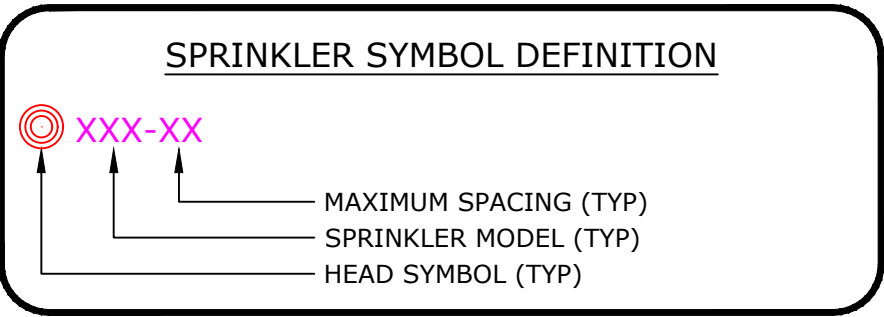 SPRINKLER SYMBOL DEFINITION
XXX-XX
MAXIMUM SPACING (TYP)
SPRINKLER MODEL (TYP)
HEAD SYMBOL (TYP)